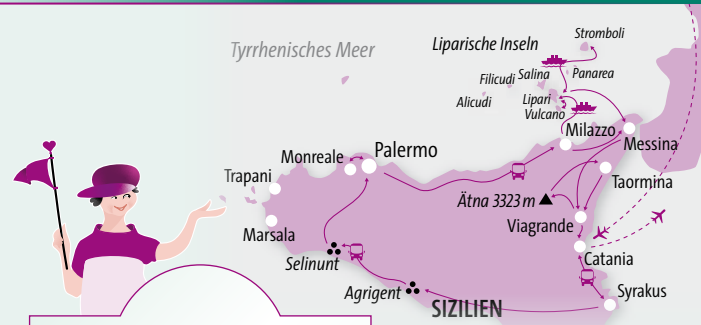 Stromboli
Tyrrhenisches Meer
Liparische Inseln
Filicudi
Salina
Panarea
Alicudi
Lipari
Vulcano
Milazzo
Messina
Monreale
Palermo
Trapani
Taormina
Ätna 3323 m
Viagrande
Marsala
Selinunt
Catania
Agrigent
Syrakus
SIZILIEN